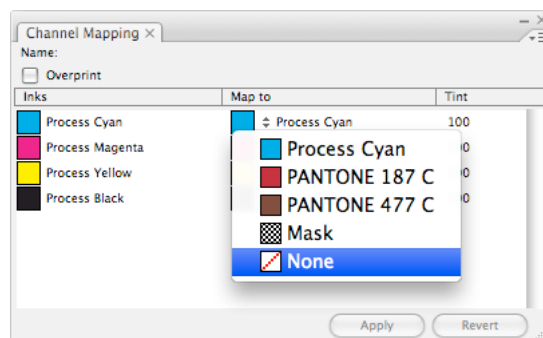 Channel Mapping
Name:
Overprint
Inks Map to Tint
Process Cyan Process Cyan 100
Process Magenta
Process Yellow
Process Black
Process Cyan
PANTONE 187 C
PANTONE 477 C
Mask
None
Apply Revert